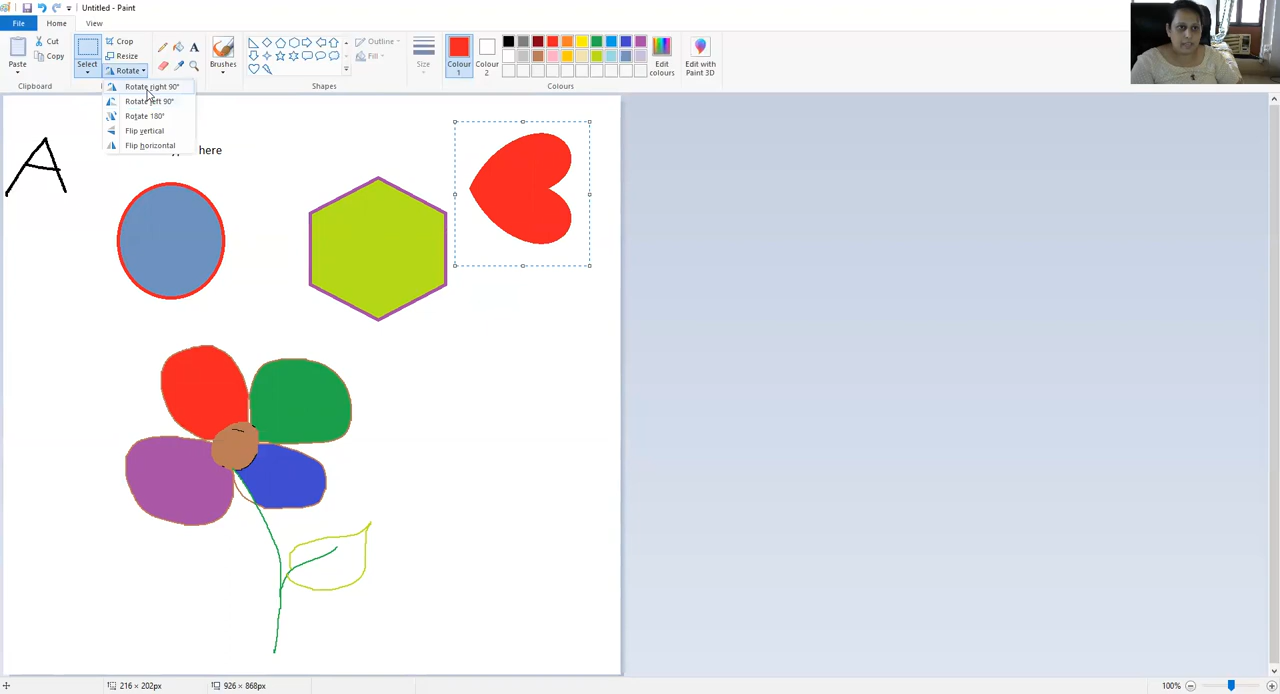 Untitled - Paint
File Home View
Paste
Cut
Copy
Clipboard
Select
Crop
Resize
Rotate
Rotate right 90°
Rotate left 90°
Rotate 180°
Flip vertical
Flip horizontal
A
Brushes
Outline
Fill
Shapes
Size
Colour 1
Colour 2
Edit colours
Colours
Edit with Paint 3D
A
here
216 × 202px
926 × 868px
100%